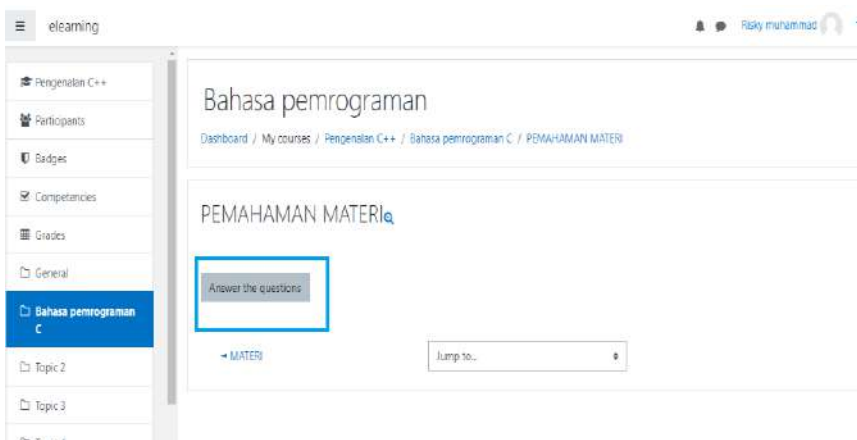 elearning
Risky muhammad
Pengenalan C++
Participants
Badges
Competencies
Grades
General
Bahasa pemrograman
C
Topic 2
Topic 3
Bahasa pemrograman
Dashboard / My courses / Pengenalan C++ / Bahasa pemrograman C / PEMAHAMAN MATERI
PEMAHAMAN MATERI
Answer the questions
◄ MATERI
Jump to...